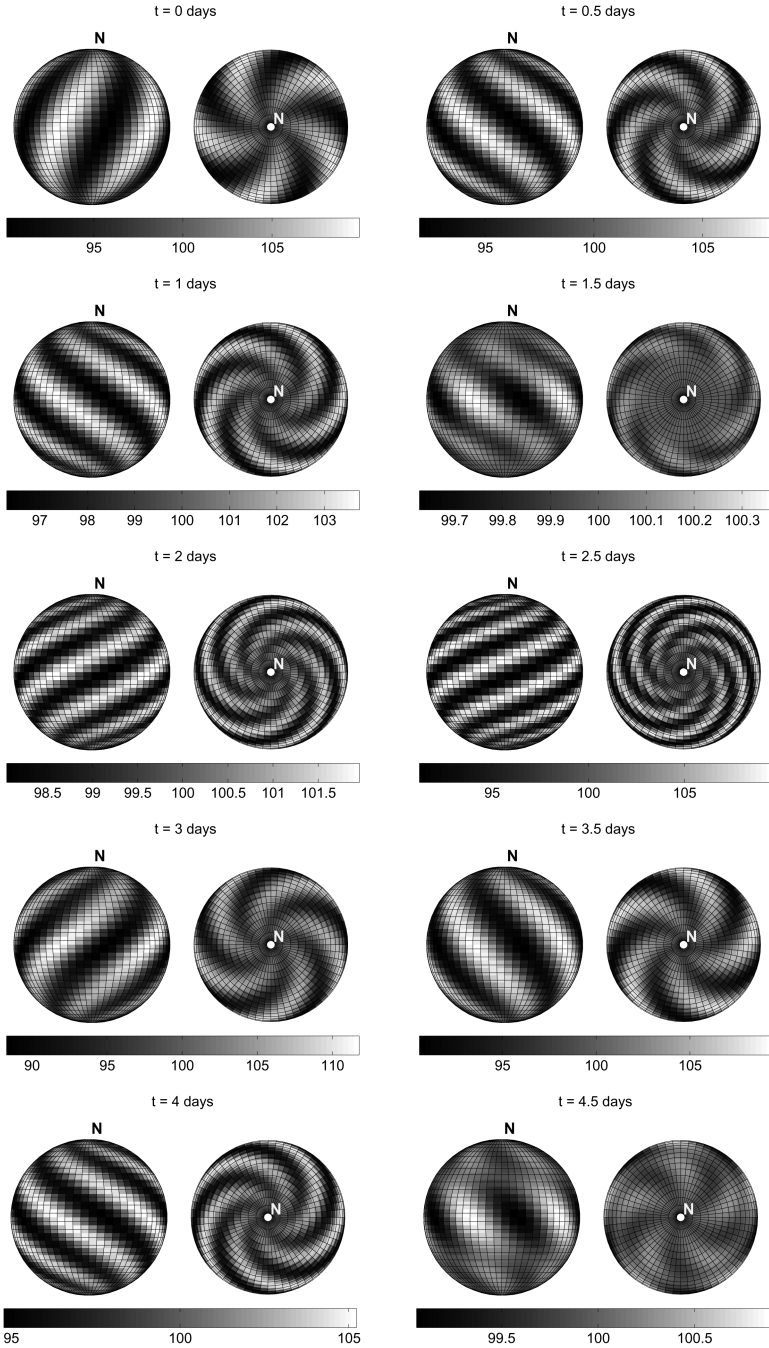 t = 0 days
t = 0.5 days
N
N
N
N
95 100 105
95 100 105
t = 1 days
t = 1.5 days
N
N
N
N
97 98 99 100 101 102 103
99.7 99.8 99.9 100 100.1 100.2 100.3
t = 2 days
t = 2.5 days
N
N
N
N
98.5 99 99.5 100 100.5 101 101.5
95 100 105
t = 3 days
t = 3.5 days
N
N
N
N
90 95 100 105 110
95 100 105
t = 4 days
t = 4.5 days
N
N
N
N
95 100 105
99.5 100 100.5